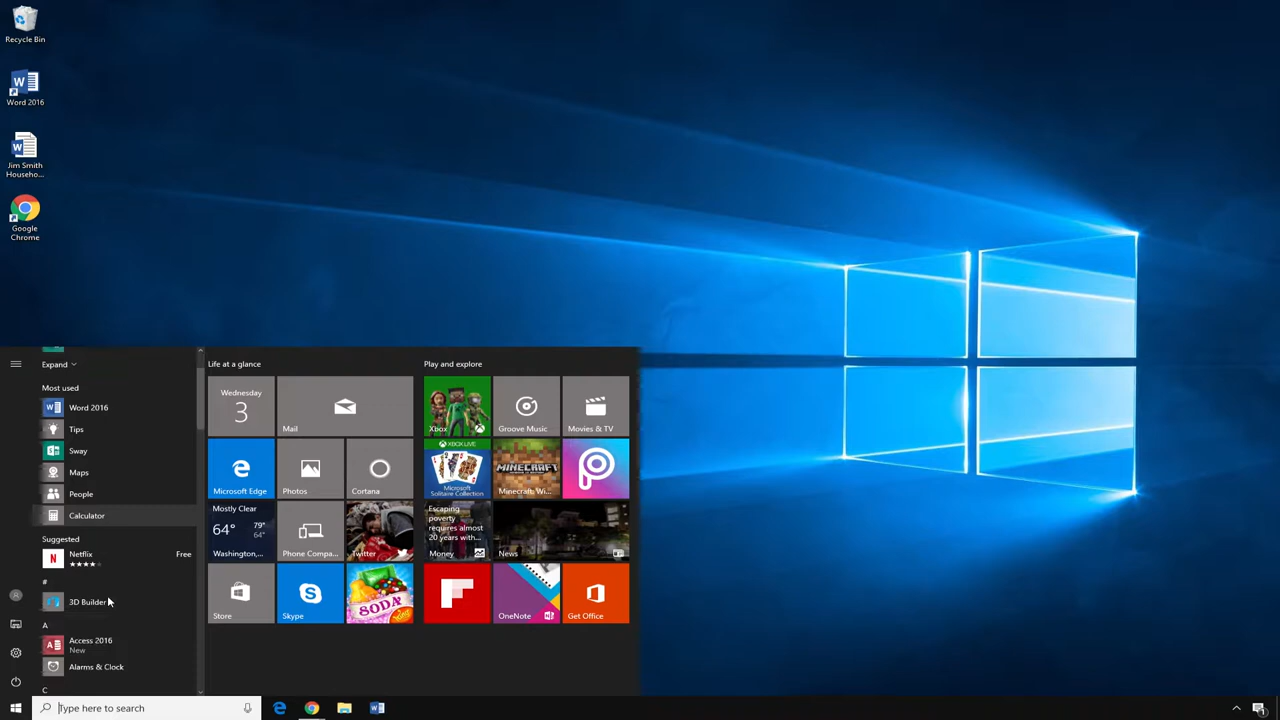 Recycle Bin
Word 2016
Jim Smith
Househo...
Google
Chrome
Expand
Most used
Word 2016
Tips
Sway
Maps
People
Calculator
Suggested
Netflix
Free
#
3D Builder
A
Access 2016
New
Alarms & Clock
C
Life at a glance
Wednesday
3
Mail
Microsoft Edge
Photos
Cortana
Mostly Clear
64° 79°
64°
Washington,...
Phone Compa...
Twitter
Store
Skype
SODA
Play and explore
Xbox
Groove Music
Movies & TV
XBOX LIVE
Microsoft
Solitaire Collection
MINECRAFT
Minecraft: Wi...
Escaping
poverty
requires almost
20 years with...
Money
News
OneNote
Get Office
Type here to search
1